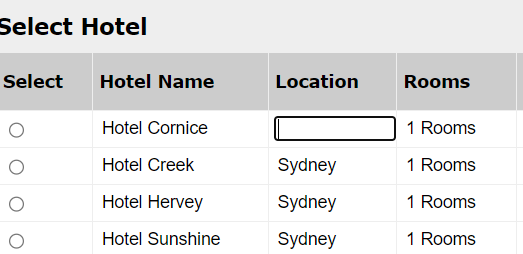 Select Hotel
Select Hotel Name Location Rooms
Hotel Cornice 1 Rooms
Hotel Creek Sydney 1 Rooms
Hotel Hervey Sydney 1 Rooms
Hotel Sunshine Sydney 1 Rooms